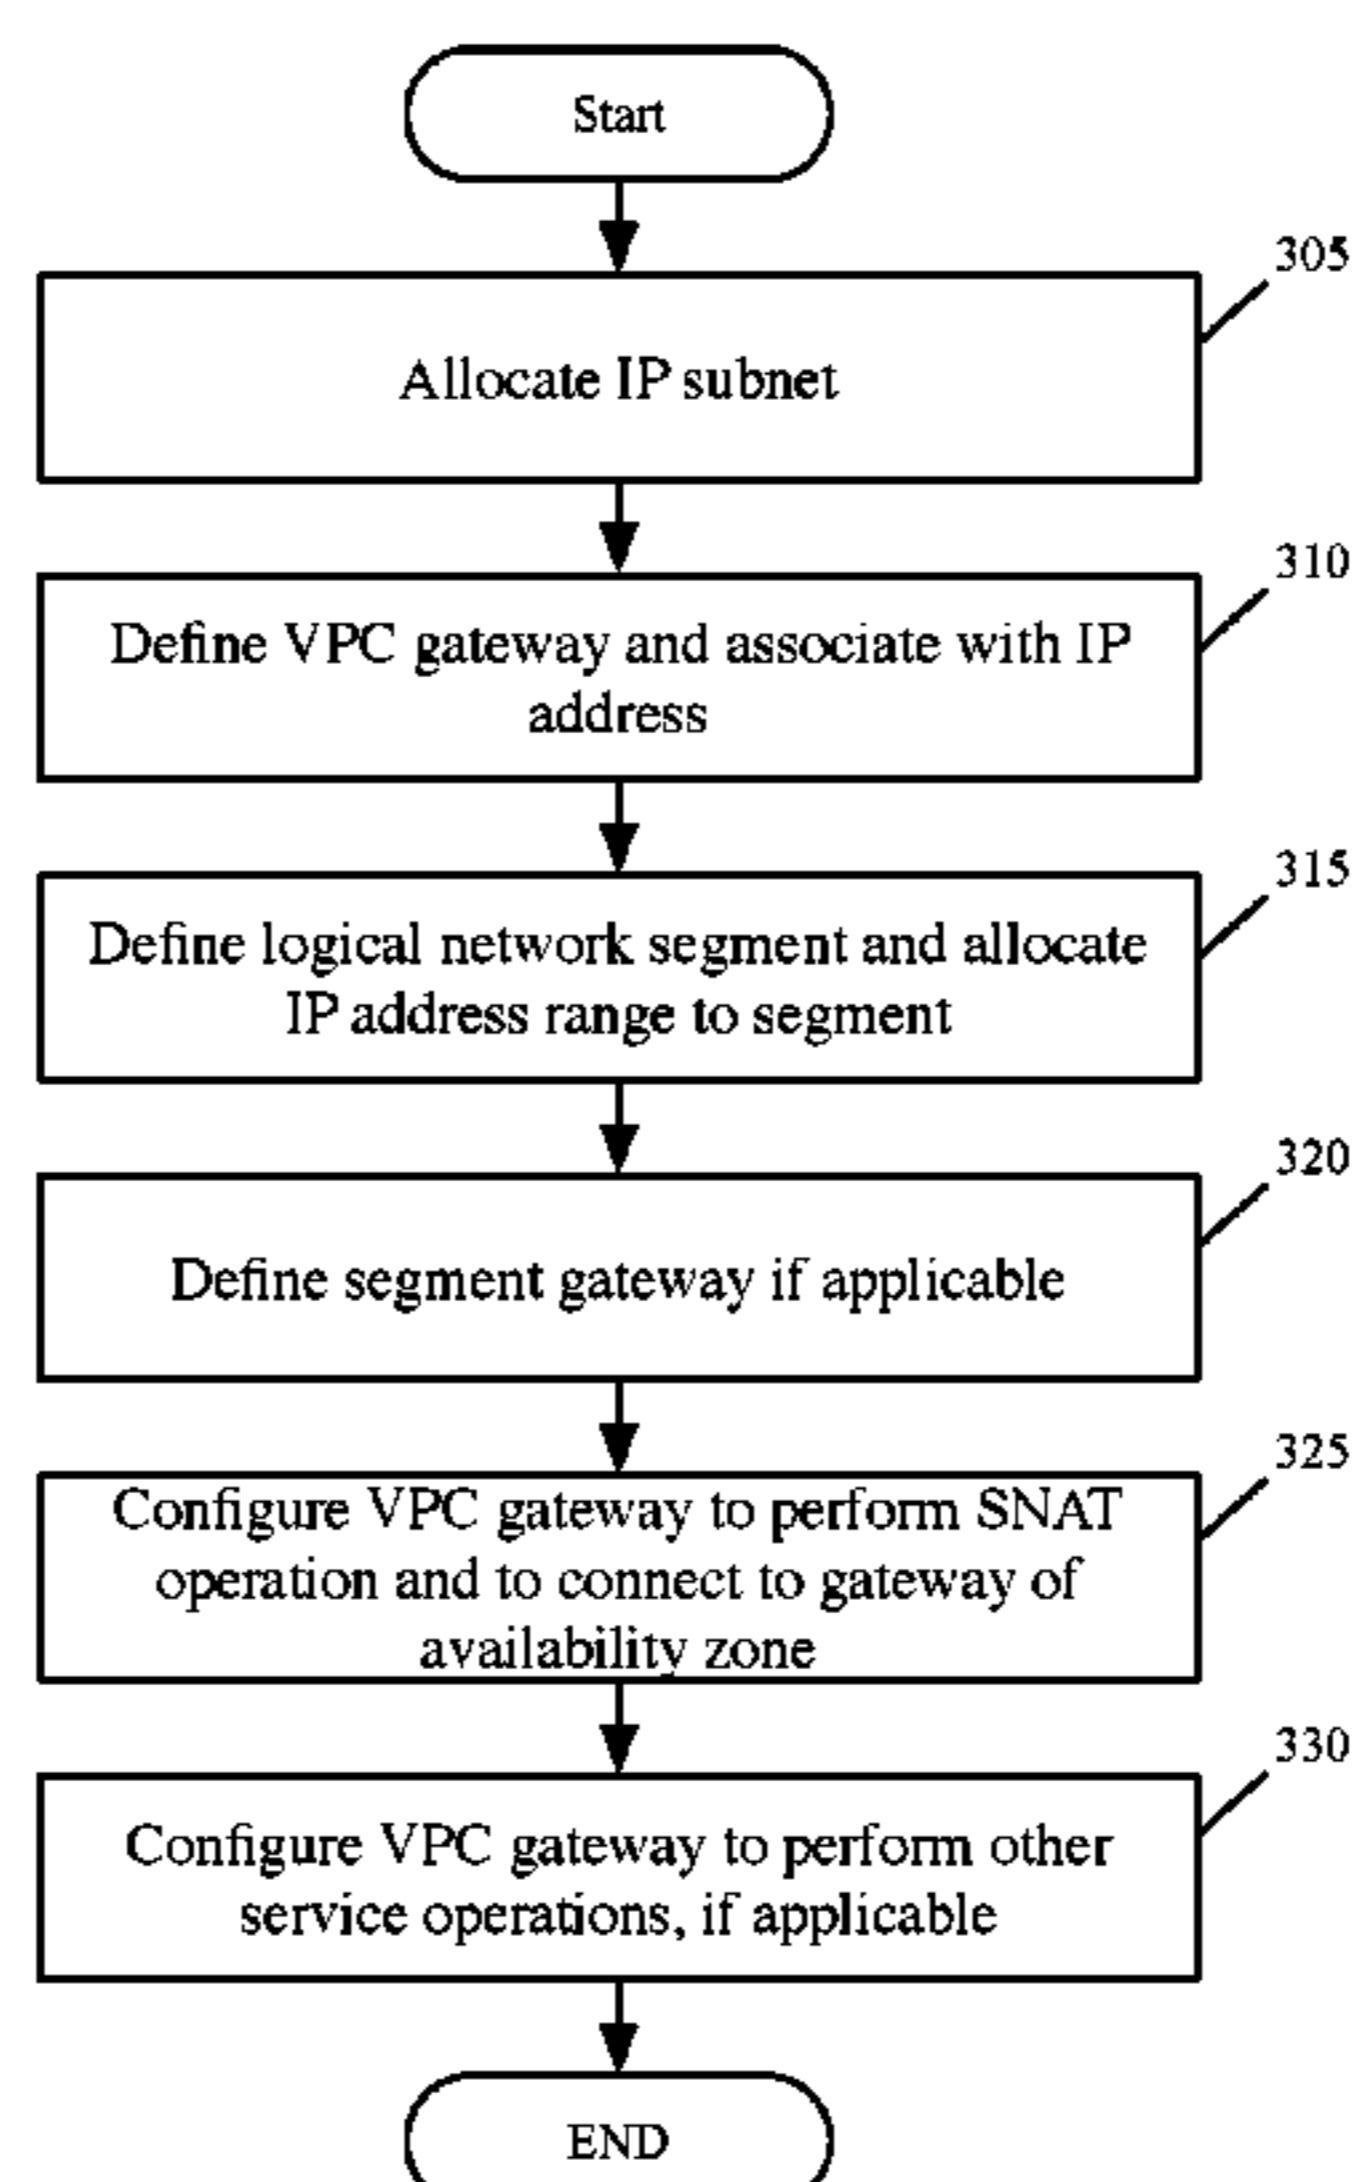 Start
305
Allocate IP subnet
310
Define VPC gateway and associate with IP
address
315
Define logical network segment and allocate
IP address range to segment
320
Define segment gateway if applicable
325
Configure VPC gateway to perform SNAT
operation and to connect to gateway of
availability zone
330
Configure VPC gateway to perform other
service operations, if applicable
END